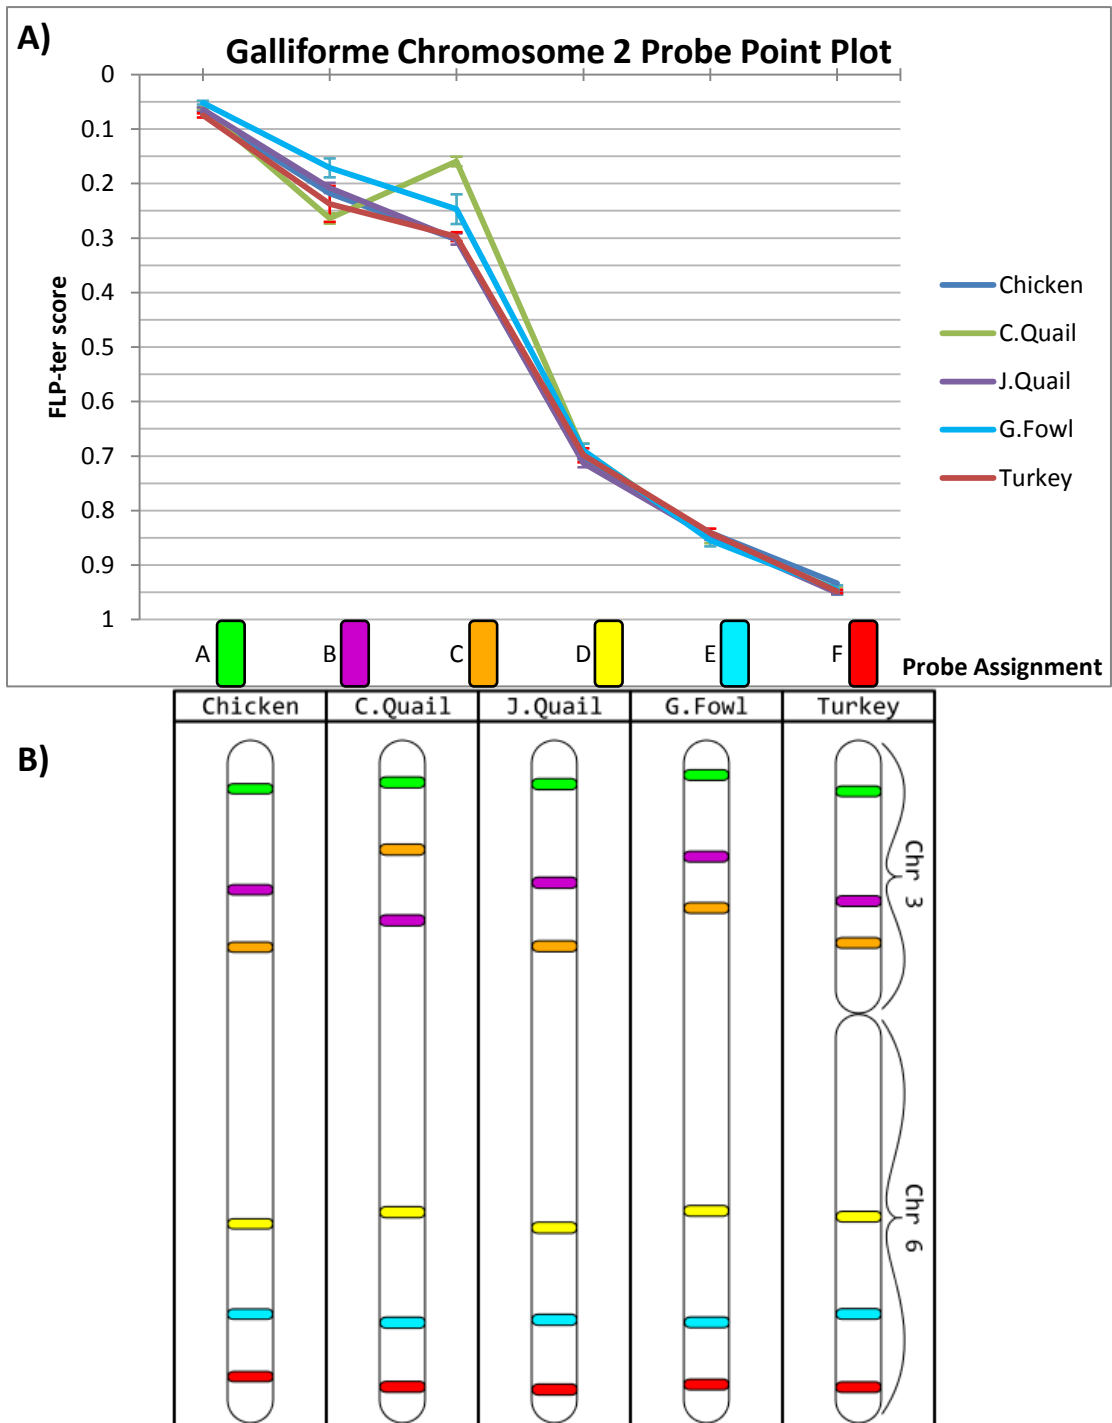 A)
Galliforme Chromosome 2 Probe Point Plot
0
0.1
0.2
0.3
0.4
0.5
0.6
0.7
0.8
0.9
1
FLP-ter score
Chicken
C.Quail
J.Quail
G.Fowl
Turkey
A B C D E F
Probe Assignment
B)
Chicken C.Quail J.Quail G.Fowl Turkey
Chr 3
Chr 6